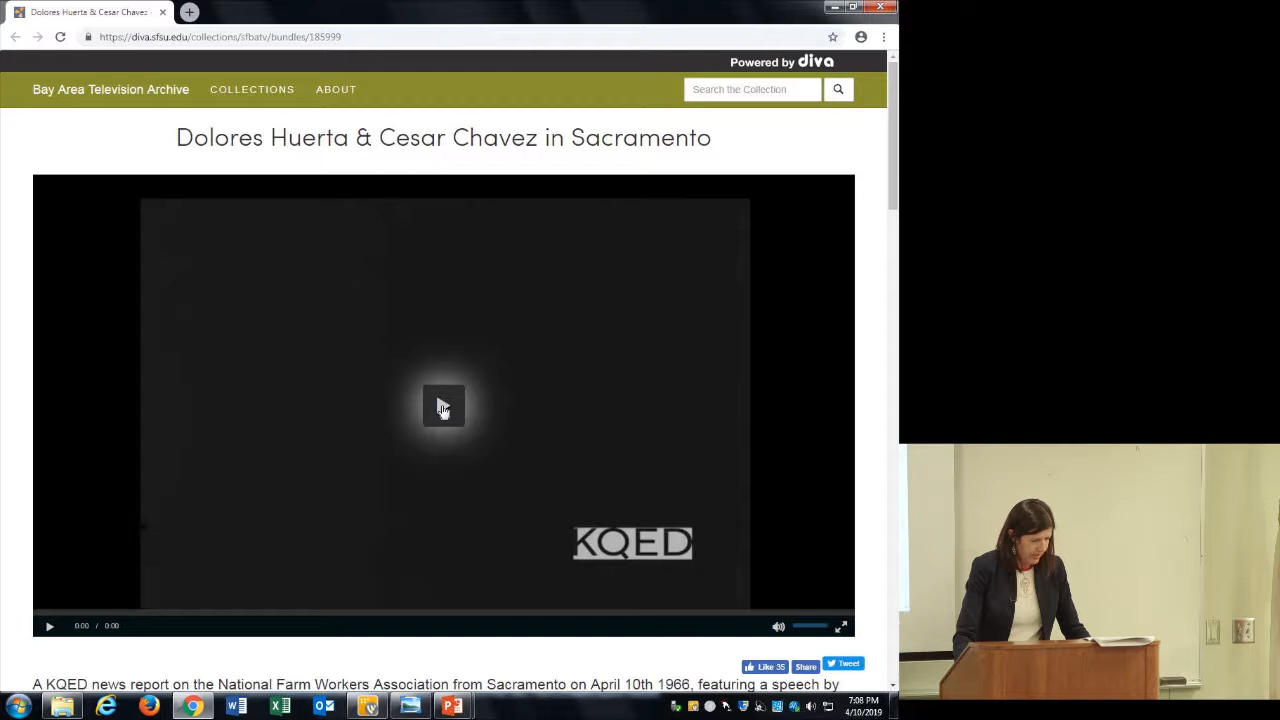 Dolores Huerta & Cesar Chavez
https://diva.sfsu.edu/collections/sfbatv/bundles/185999
Powered by diva
Bay Area Television Archive COLLECTIONS ABOUT Search the Collection
Dolores Huerta & Cesar Chavez in Sacramento
KQED
0:00 / 0:00
Like 35 Share Tweet
A KQED news report on the National Farm Workers Association from Sacramento on April 10th 1966, featuring a speech by
7:08 PM
4/10/2019